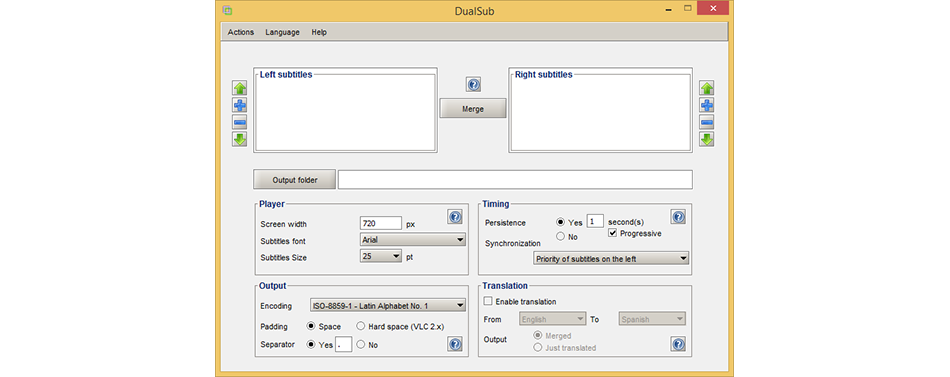 DualSub
Actions Language Help
Left subtitles Right subtitles
Merge
Output folder
Player
Screen width 720 px
Subtitles font Arial
Subtitles Size 25 pt
Timing
Persistence Yes 1 second(s)
No Progressive
Synchronization
Priority of subtitles on the left
Output
Encoding ISO-8859-1 - Latin Alphabet No. 1
Padding Space Hard space (VLC 2.x)
Separator Yes - No
Translation
Enable translation
From English To Spanish
Output Merged
Just translated